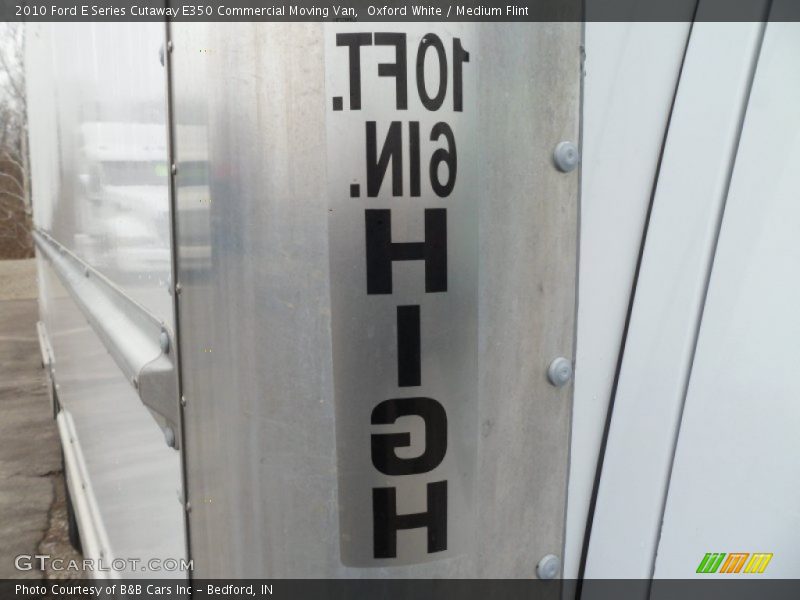 2010 Ford E Series Cutaway E350 Commercial Moving Van,  Oxford White / Medium Flint
10FT.
6IN.
H
I
G
H
GTCARLOT.COM
Photo Courtesy of B&B Cars Inc – Bedford, IN